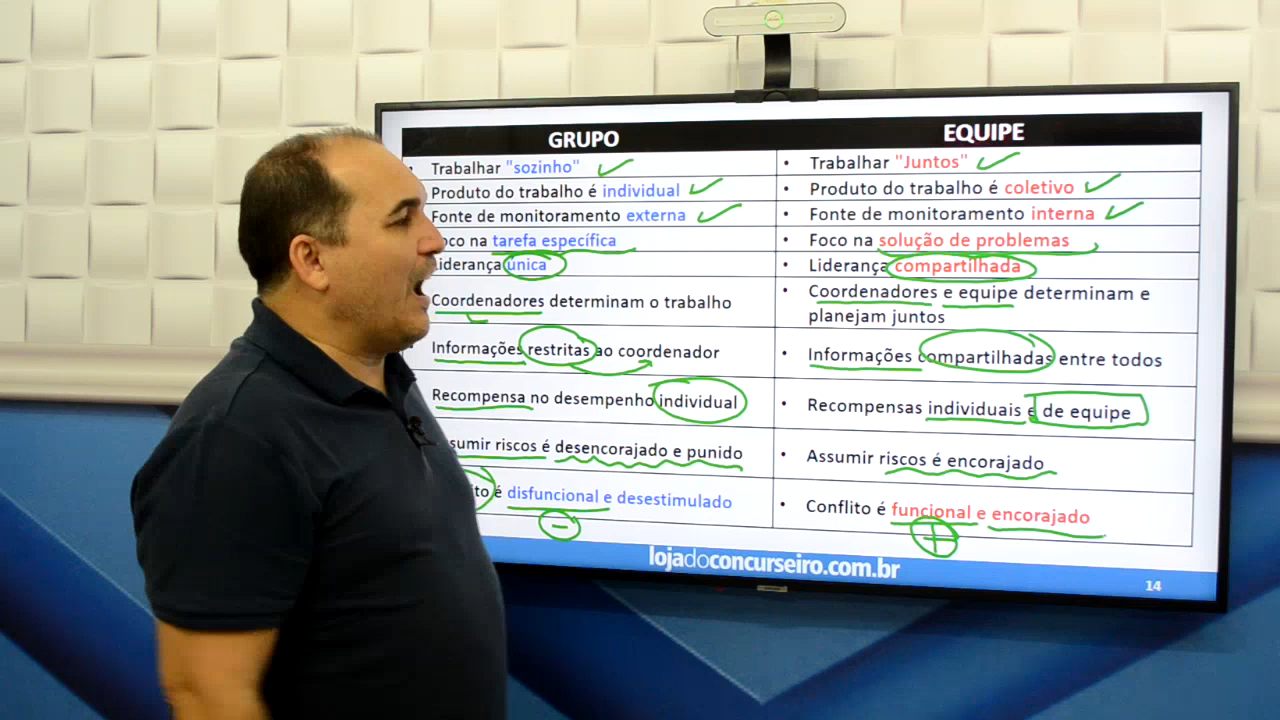 GRUPO
EQUIPE
Trabalhar "sozinho"
• Trabalhar "Juntos"
Produto do trabalho é individual
• Produto do trabalho é coletivo
Fonte de monitoramento externa
• Fonte de monitoramento interna
na tarefa específica
• Foco na solução de problemas
única
• Liderança compartilhada
Coordenadores determinam o trabalho
• Coordenadores e equipe determinam e
planejam juntos
• Informações restritas ao coordenador
• Informações compartilhadas entre todos
Recompensa no desempenho individual
• Recompensas individuais e de equipe
riscos é desencorajado e punido
• Assumir riscos é encorajado
é disfuncional e desestimulado
• Conflito é funcional e encorajado
- +
lojadoconcurseiro.com.br
14